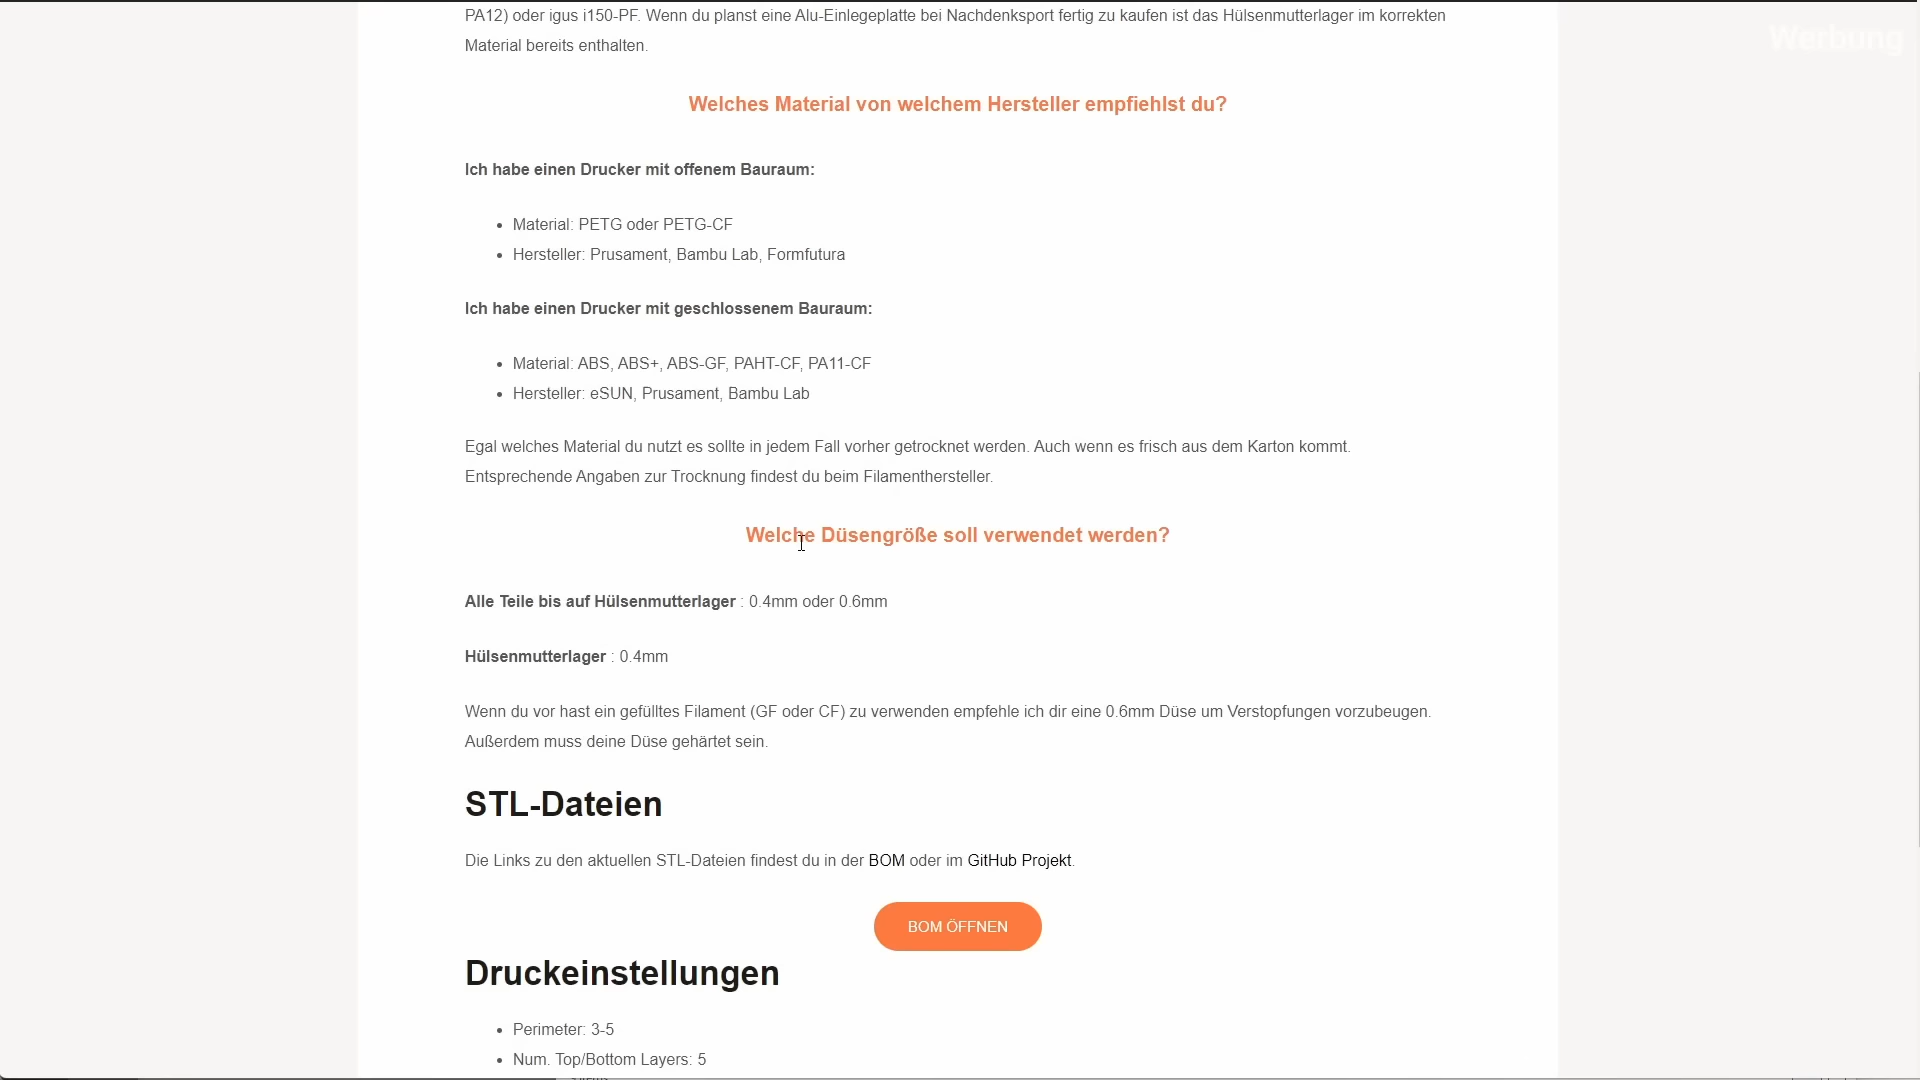 PA12) oder igus i150-PF. Wenn du planst eine Alu-Einlegeplatte bei Nachdenksport fertig zu kaufen ist das Hülsenmutterlager im korrekten
Material bereits enthalten.
Werbung
Welches Material von welchem Hersteller empfiehlst du?
Ich habe einen Drucker mit offenem Bauraum:
• Material: PETG oder PETG-CF
• Hersteller: Prusament, Bambu Lab, Formfutura
Ich habe einen Drucker mit geschlossenem Bauraum:
• Material: ABS, ABS+, ABS-GF, PAHT-CF, PA11-CF
• Hersteller: eSUN, Prusament, Bambu Lab
Egal welches Material du nutzt es sollte in jedem Fall vorher getrocknet werden. Auch wenn es frisch aus dem Karton kommt.
Entsprechende Angaben zur Trocknung findest du beim Filamenthersteller.
Welche Düsengröße soll verwendet werden?
Alle Teile bis auf Hülsenmutterlager : 0.4mm oder 0.6mm
Hülsenmutterlager : 0.4mm
Wenn du vor hast ein gefülltes Filament (GF oder CF) zu verwenden empfehle ich dir eine 0.6mm Düse um Verstopfungen vorzubeugen.
Außerdem muss deine Düse gehärtet sein.
STL-Dateien
Die Links zu den aktuellen STL-Dateien findest du in der BOM oder im GitHub Projekt.
BOM ÖFFNEN
Druckeinstellungen
• Perimeter: 3-5
• Num. Top/Bottom Layers: 5